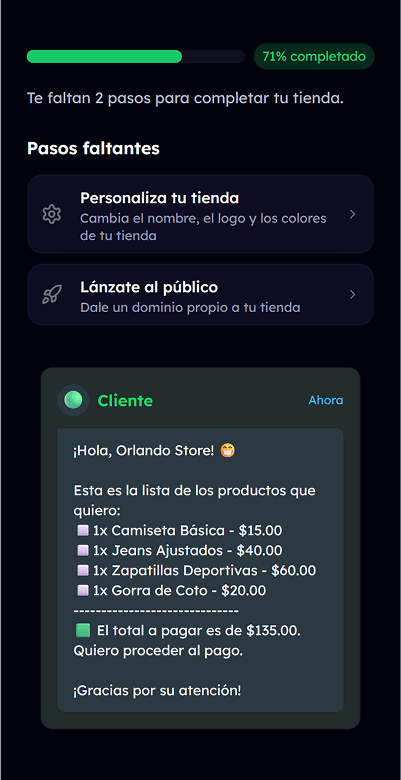 71% completado
Te faltan 2 pasos para completar tu tienda.
Pasos faltantes
Personaliza tu tienda
Cambia el nombre, el logo y los colores
de tu tienda
Lánzate al público
Dale un dominio propio a tu tienda
Cliente
Ahora
¡Hola, Orlando Store! 😁
Esta es la lista de los productos que
quiero:
1x Camiseta Básica - $15.00
1x Jeans Ajustados - $40.00
1x Zapatillas Deportivas - $60.00
1x Gorra de Coto - $20.00
------------------------------
🟩 El total a pagar es de $135.00.
Quiero proceder al pago.
¡Gracias por su atención!